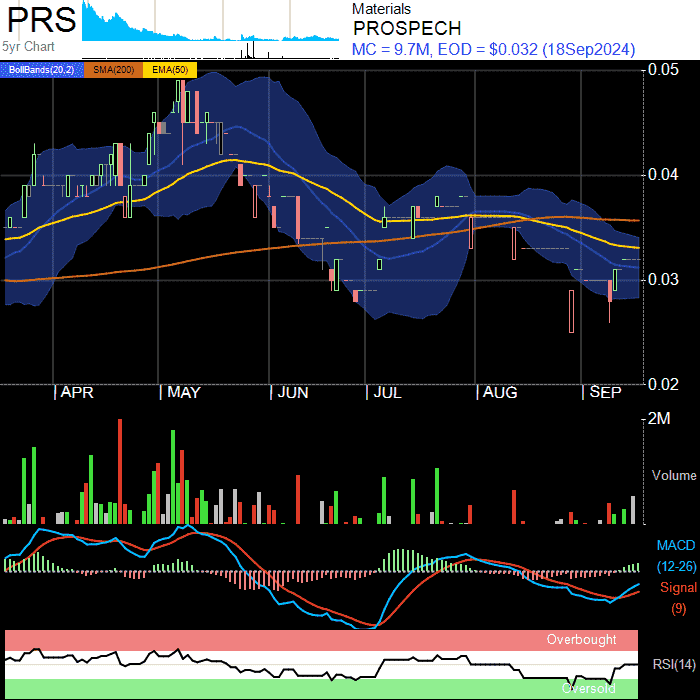 PRS
5yr Chart
Materials
PROSPECH
MC = 9.7M, EOD = $0.032 (18Sep2024)
BollBands(20,2) SMA(200) EMA(50)
0.05
0.04
0.03
0.02
APR MAY JUN JUL AUG SEP
2M
Volume
MACD
(12-26)
Signal
(9)
Overbought
RSI(14)
Oversold